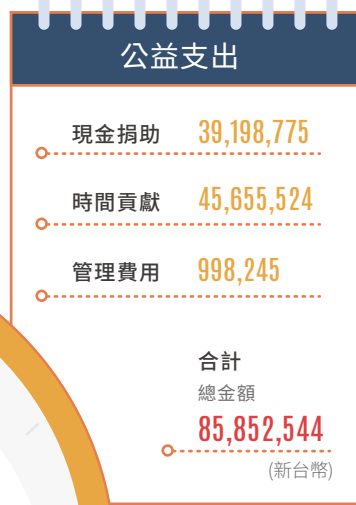 公益支出
現金捐助 39,198,775
時間貢獻 45,655,524
管理費用 998,245
合計
總金額
85,852,544
(新台幣)